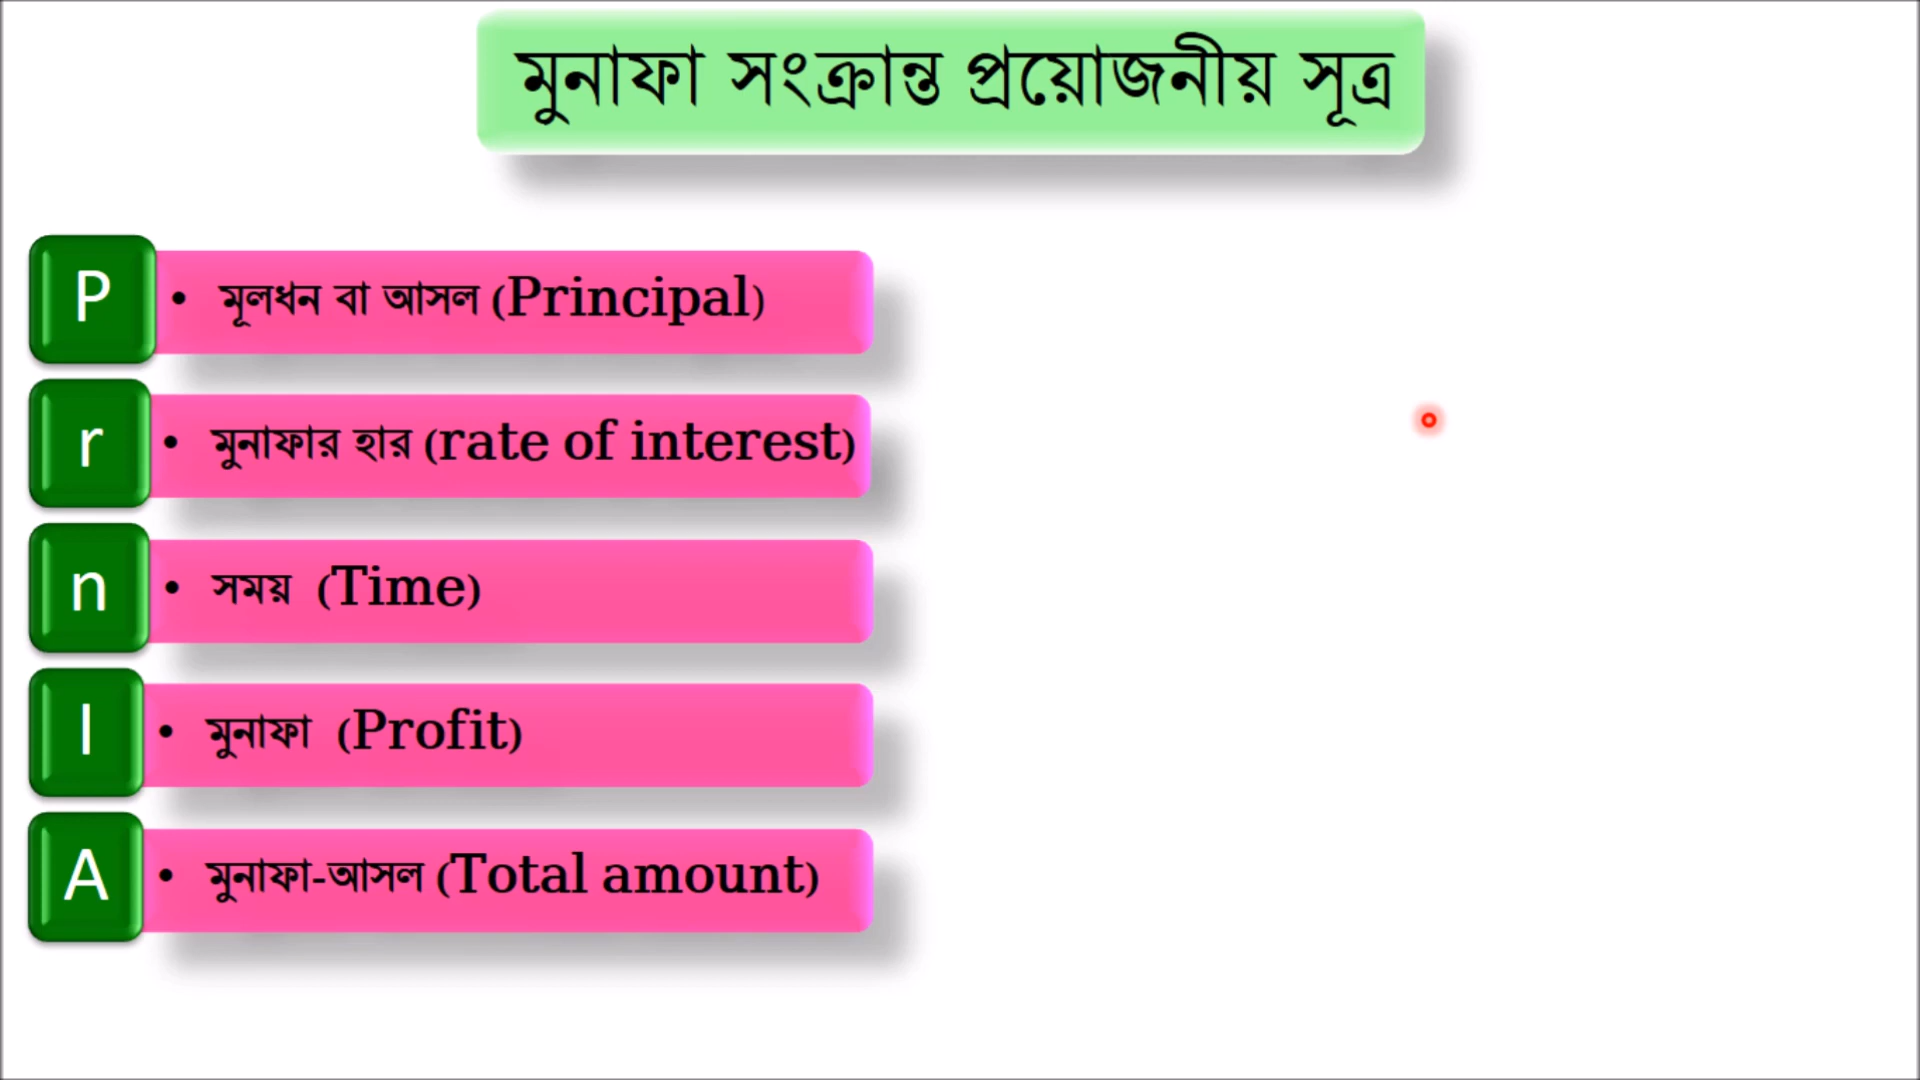 মুনাফা সংক্রান্ত প্রয়োজনীয় সূত্র
P • মূলধন বা আসল (Principal)
r • মুনাফার হার (rate of interest)
n • সময় (Time)
I • মুনাফা (Profit)
A • মুনাফা-আসল (Total amount)